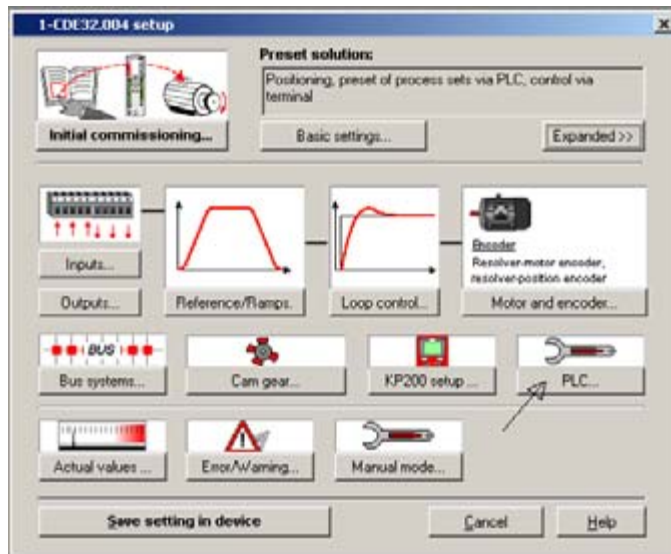 1-CDE32.004 setup
Preset solution:
Positioning, preset of process sets via PLC, control via
terminal
Initial commissioning...
Basic settings...
Expanded >>
Inputs...
Outputs...
Reference/Ramps.
Loop control...
Encoder
Resolver-motor encoder,
resolver-position encoder
Motor and encoder...
BUS
Bus systems...
Cam gear...
KP200 setup ...
PLC...
Actual values ...
Error/Warning...
Manual mode...
Save setting in device
Cancel
Help